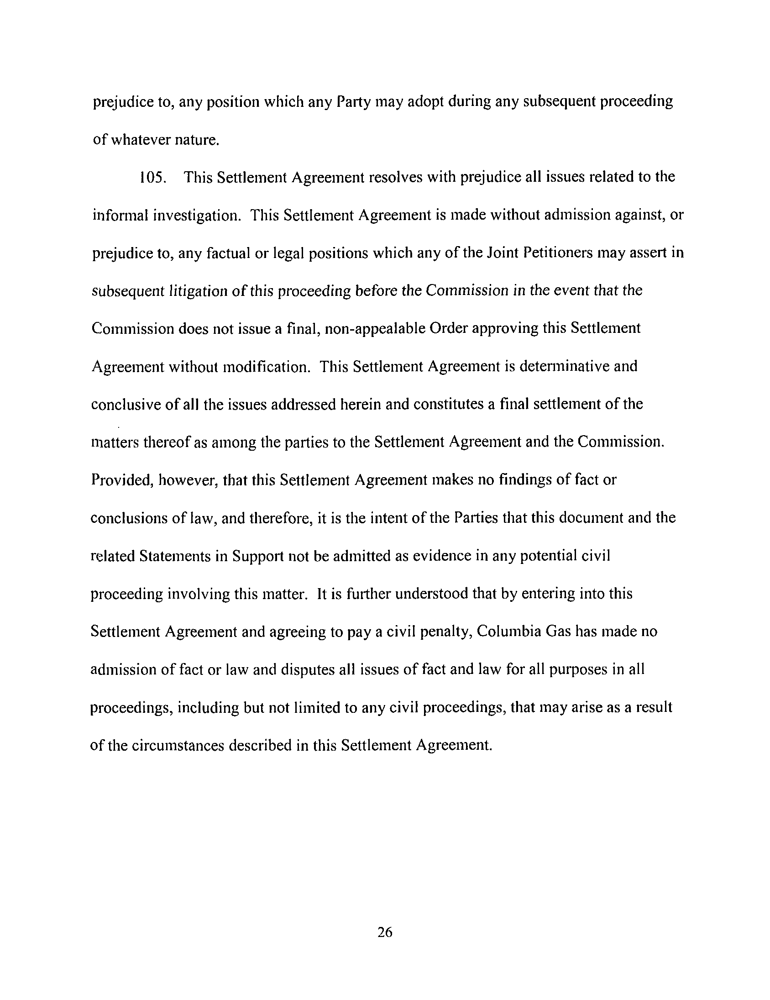 prejudice to, any position which any Party may adopt during any subsequent proceeding
of whatever nature.
105. This Settlement Agreement resolves with prejudice all issues related to the
informal investigation. This Settlement Agreement is made without admission against, or
prejudice to, any factual or legal positions which any of the Joint Petitioners may assert in
subsequent litigation of this proceeding before the Commission in the event that the
Commission does not issue a final, non-appealable Order approving this Settlement
Agreement without modification. This Settlement Agreement is determinative and
conclusive of all the issues addressed herein and constitutes a final settlement of the
matters thereof as among the parties to the Settlement Agreement and the Commission.
Provided, however, that this Settlement Agreement makes no findings of fact or
conclusions of law, and therefore, it is the intent of the Parties that this document and the
related Statements in Support not be admitted as evidence in any potential civil
proceeding involving this matter. It is further understood that by entering into this
Settlement Agreement and agreeing to pay a civil penalty, Columbia Gas has made no
admission of fact or law and disputes all issues of fact and law for all purposes in all
proceedings, including but not limited to any civil proceedings, that may arise as a result
of the circumstances described in this Settlement Agreement.
26